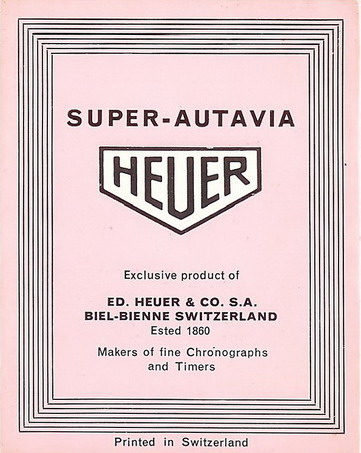 SUPER-AUTAVIA
HEUER
Exclusive product of
ED. HEUER & CO. S.A.
BIEL-BIENNE SWITZERLAND
Ested 1860
Makers of fine Chronographs
and Timers
Printed in Switzerland